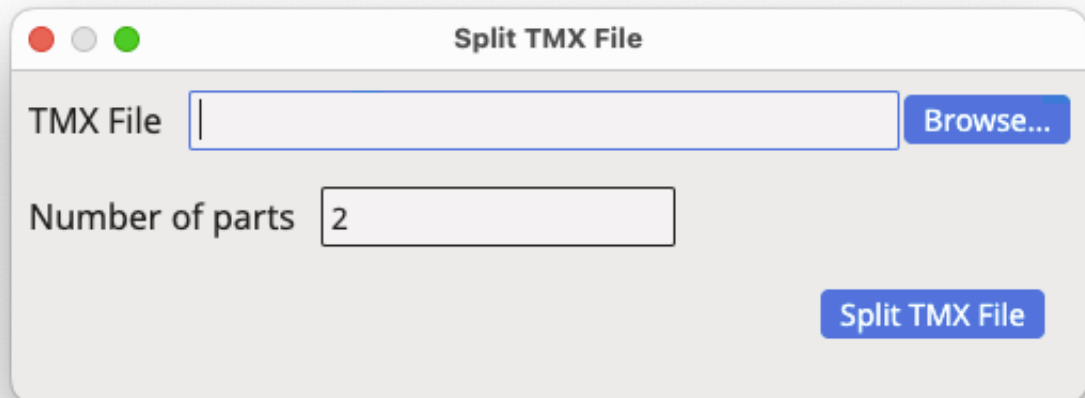 Split TMX File
TMX File Browse...
Number of parts 2
Split TMX File